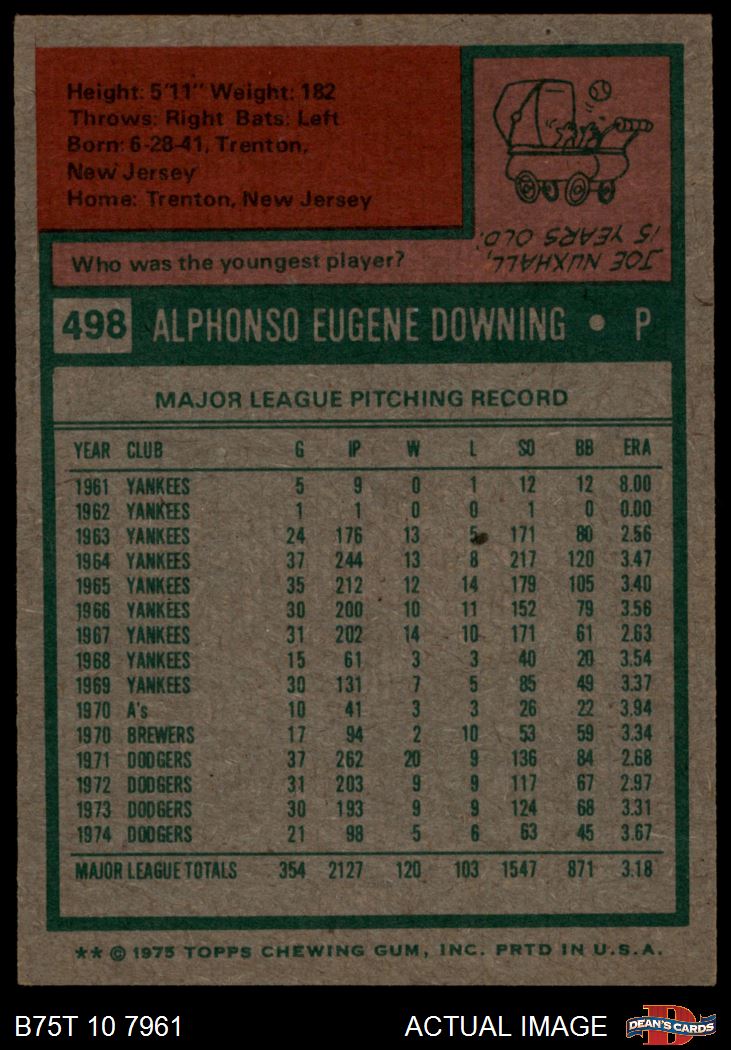 Height: 5'11" Weight: 182
Throws: Right Bats: Left
Born: 6-28-41, Trenton,
New Jersey
Home: Trenton, New Jersey
JOE NUXHALL,
15 YEARS OLD.
Who was the youngest player?
498 ALPHONSO EUGENE DOWNING • P
MAJOR LEAGUE PITCHING RECORD
YEAR CLUB G IP W L SO BB ERA
1961 YANKEES 5 9 0 1 12 12 8.00
1962 YANKEES 1 1 0 0 1 0 0.00
1963 YANKEES 24 176 13 5 171 80 2.56
1964 YANKEES 37 244 13 8 217 120 3.47
1965 YANKEES 35 212 12 14 179 105 3.40
1966 YANKEES 30 200 10 11 152 79 3.56
1967 YANKEES 31 202 14 10 171 61 2.63
1968 YANKEES 15 61 3 3 40 20 3.54
1969 YANKEES 30 131 7 5 85 49 3.37
1970 A's 10 41 3 3 26 22 3.94
1970 BREWERS 17 94 2 10 53 59 3.34
1971 DODGERS 37 262 20 9 136 84 2.68
1972 DODGERS 31 203 9 9 117 67 2.97
1973 DODGERS 30 193 9 9 124 68 3.31
1974 DODGERS 21 98 5 6 63 45 3.67
MAJOR LEAGUE TOTALS 354 2127 120 103 1547 871 3.18
** © 1975 TOPPS CHEWING GUM, INC. PRTD IN U.S.A.
B75T 10 7961 ACTUAL IMAGE D DEAN'S CARDS